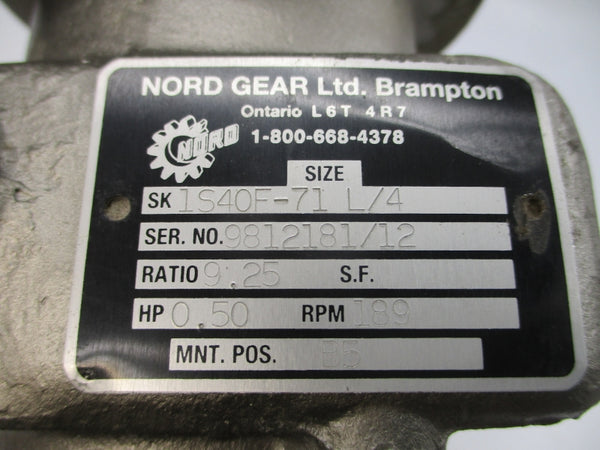 NORD GEAR Ltd. Brampton
Ontario L6T 4R7
NORD 1-800-668-4378
SIZE
SK 1S40F-71 L/4
SER. NO. 9812181/12
RATIO 9.25 S.F.
HP 0.50 RPM 189
MNT. POS. B5